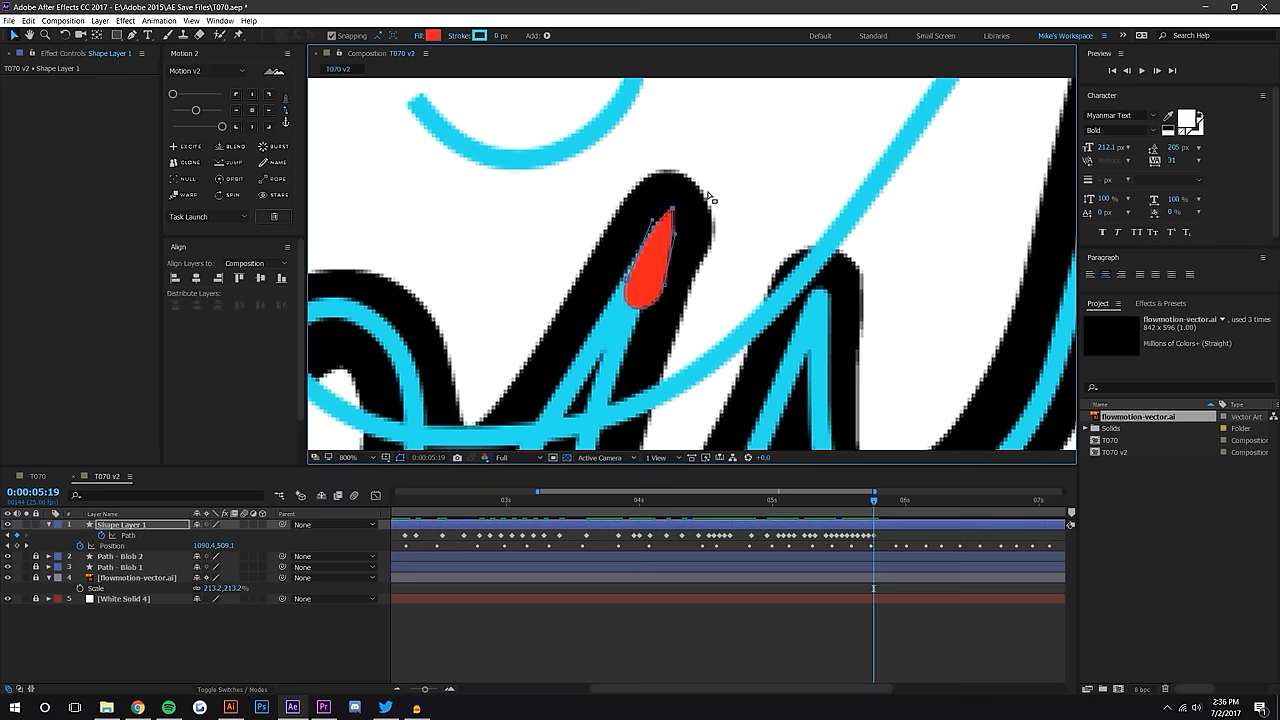 Adobe After Effects CC 2017 - E:\Adobe 2015\AE Save Files\T070.aep *
File Edit Composition Layer Effect Animation View Window Help
Snapping Fill: Stroke: 0 px Add:
Default Standard Small Screen Libraries Mike's Workspace Search Help
Effect Controls Shape Layer 1
T070 v2 • Shape Layer 1
Motion 2
Motion v2
EXCITE BLEND BURST
CLONE JUMP NAME
NULL ORBIT ROPE
WARP SPIN STARE
Task Launch
Align
Align Layers to: Composition
Distribute Layers:
Composition T070 v2
T070 v2
800% 0:00:05:19 Full Active Camera 1 View +0.0
Preview
Character
Myanmar Text
Bold
212.1 px 205 px
Metrics 31
- px
100 % 100 %
0 px 0 %
T T TT Tt T' T,
Paragraph
Project Effects & Presets
flowmotion-vector.ai , used 3 times
842 x 596 (1.00)
Millions of Colors+ (Straight)
Name Type
flowmotion-vector.ai Vector Art
Solids Folder
T070 Composition
T070 v2 Composition
8 bpc
T070 T070 v2
0:00:05:19
00144 (25.00 fps)
03s 04s 05s 06s 07s
# Layer Name Parent
1 Shape Layer 1 None
Path
Position 1090.4,509.1
2 Path - Blob 2 None
3 Path - Blob 1 None
4 [flowmotion-vector.ai] None
Scale 213.2,213.2%
5 [White Solid 4] None
Toggle Switches / Modes
2:36 PM
7/2/2017